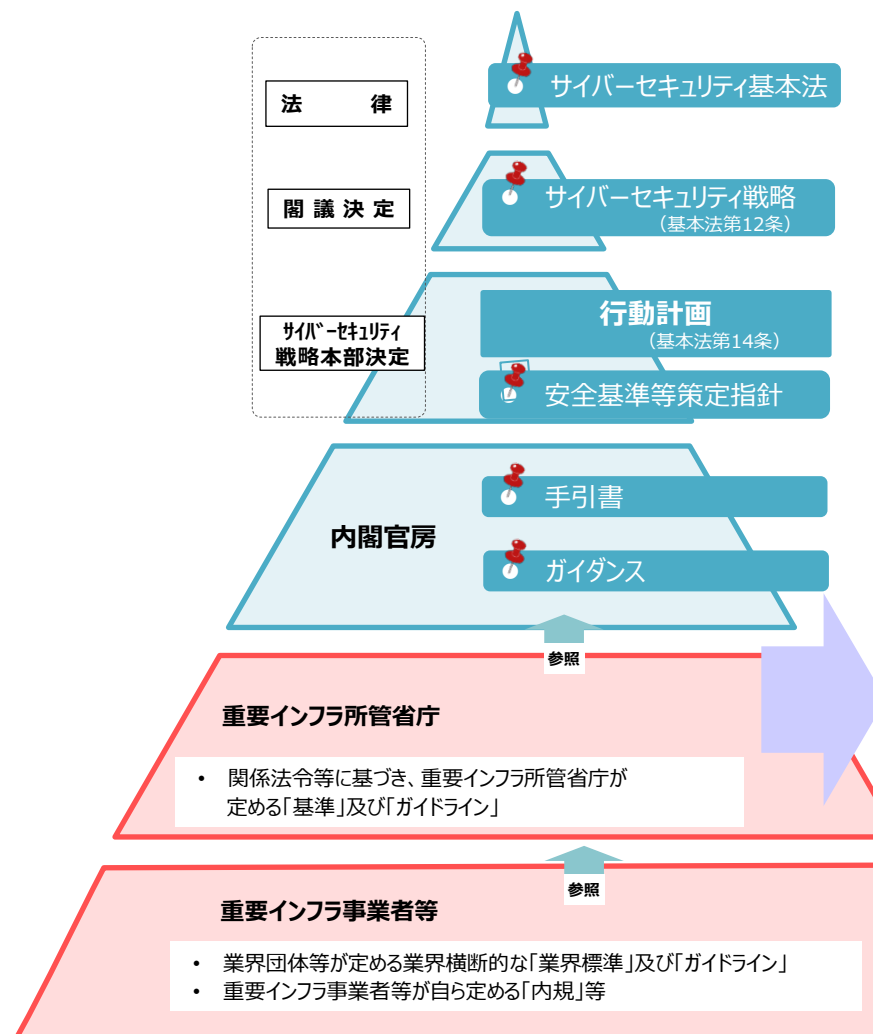 法　　律
サイバーセキュリティ基本法
閣議決定
サイバーセキュリティ戦略
（基本法第12条）
ｻｲﾊﾞｰｾｷｭﾘﾃｨ
戦略本部決定
行動計画
（基本法第14条）
安全基準等策定指針
内閣官房
手引書
ガイダンス
参照
重要インフラ所管省庁
• 関係法令等に基づき、重要インフラ所管省庁が
定める「基準」及び「ガイドライン」
参照
重要インフラ事業者等
• 業界団体等が定める業界横断的な「業界標準」及び「ガイドライン」
• 重要インフラ事業者等が自ら定める「内規」等